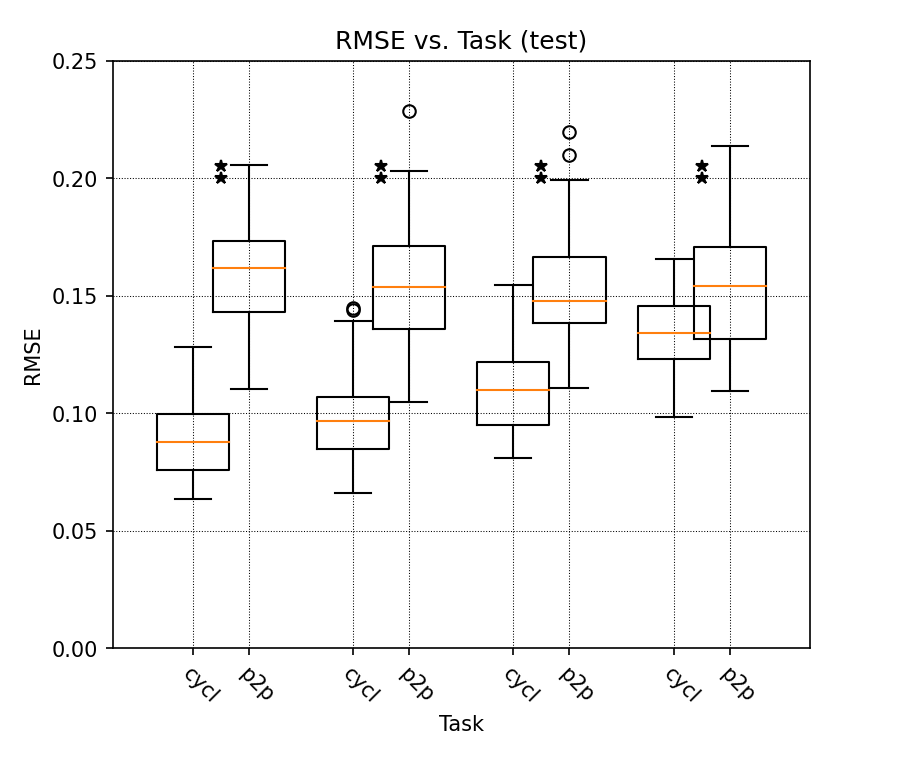 RMSE vs. Task (test)
0.25
0.20
0.15
0.10
0.05
0.00
RMSE
cycl p2p cycl p2p cycl p2p cycl p2p
Task